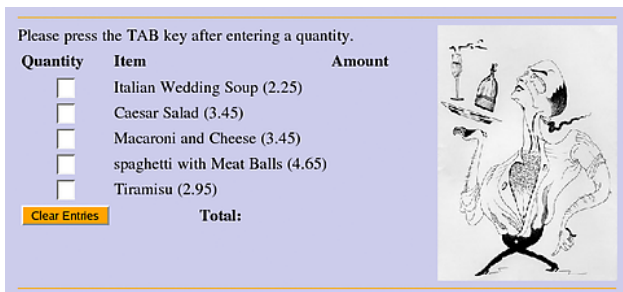 Please press the TAB key after entering a quantity.
Quantity Item Amount
Italian Wedding Soup (2.25)
Caesar Salad (3.45)
Macaroni and Cheese (3.45)
spaghetti with Meat Balls (4.65)
Tiramisu (2.95)
Clear Entries Total: